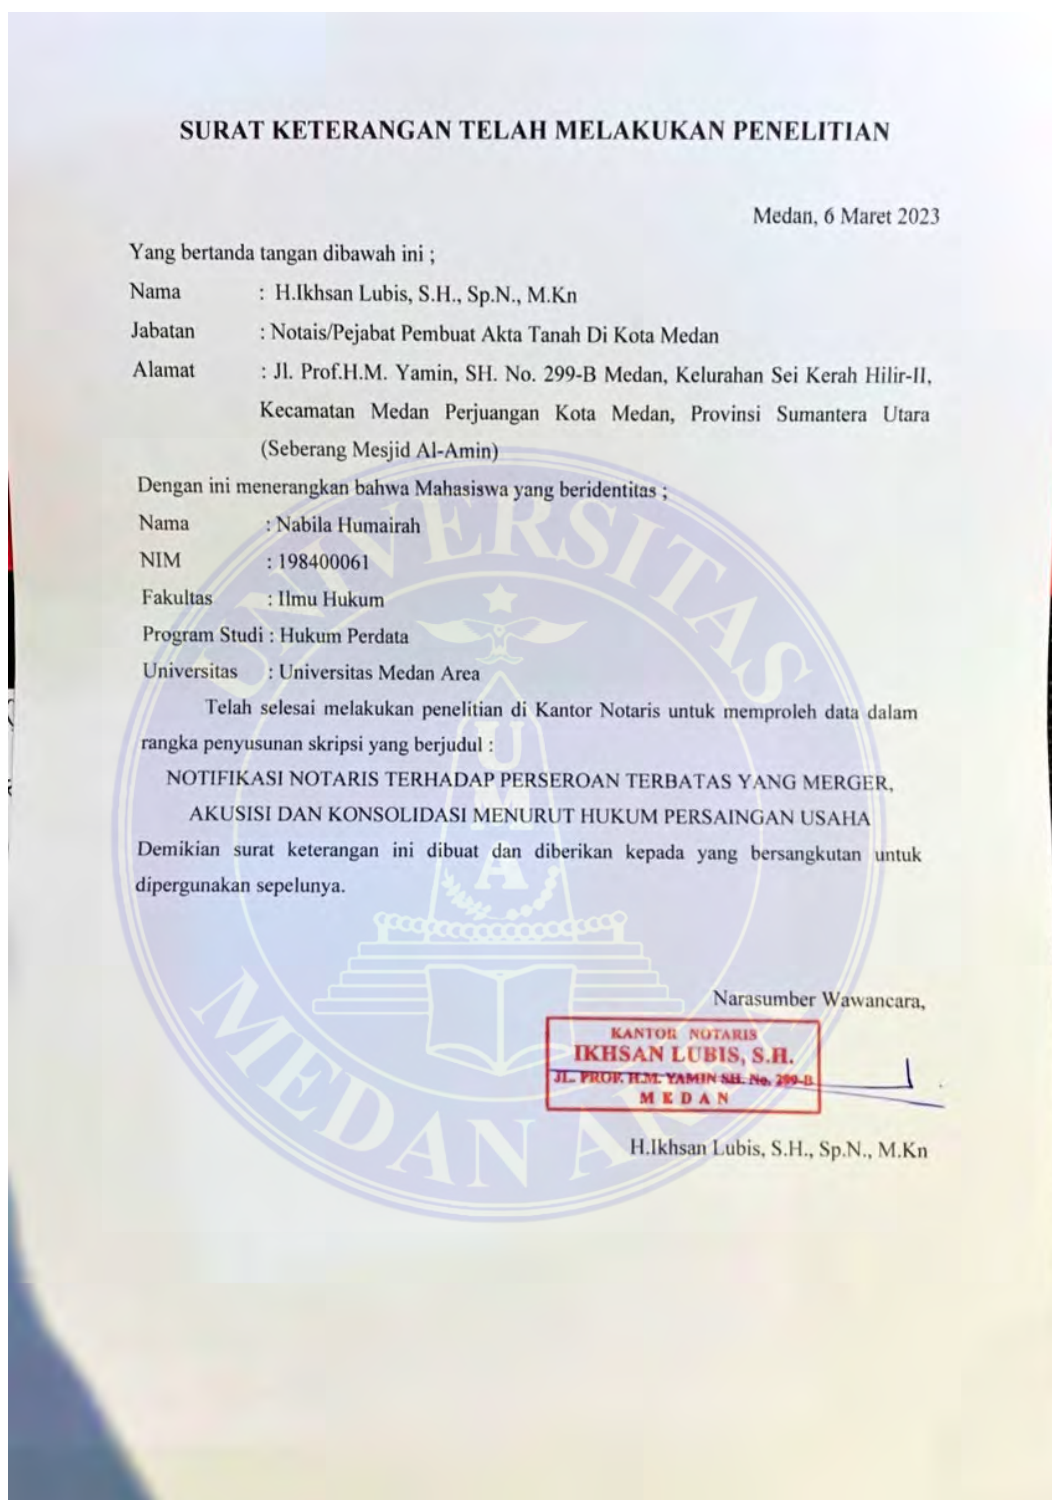 SURAT KETERANGAN TELAH MELAKUKAN PENELITIAN
Medan, 6 Maret 2023
Yang bertanda tangan dibawah ini ;
Nama : H.Ikhsan Lubis, S.H., Sp.N., M.Kn
Jabatan : Notais/Pejabat Pembuat Akta Tanah Di Kota Medan
Alamat : Jl. Prof.H.M. Yamin, SH. No. 299-B Medan, Kelurahan Sei Kerah Hilir-II,
Kecamatan Medan Perjuangan Kota Medan, Provinsi Sumantera Utara
(Seberang Mesjid Al-Amin)
Dengan ini menerangkan bahwa Mahasiswa yang beridentitas ;
Nama : Nabila Humairah
NIM : 198400061
Fakultas : Ilmu Hukum
Program Studi : Hukum Perdata
Universitas : Universitas Medan Area
Telah selesai melakukan penelitian di Kantor Notaris untuk memproleh data dalam
rangka penyusunan skripsi yang berjudul :
NOTIFIKASI NOTARIS TERHADAP PERSEROAN TERBATAS YANG MERGER,
AKUSISI DAN KONSOLIDASI MENURUT HUKUM PERSAINGAN USAHA
Demikian surat keterangan ini dibuat dan diberikan kepada yang bersangkutan untuk
dipergunakan sepelunya.
Narasumber Wawancara,
KANTOR NOTARIS
IKHSAN LUBIS, S.H.
JL. PROF. H.M. YAMIN SH. No. 299-B
MEDAN
H.Ikhsan Lubis, S.H., Sp.N., M.Kn
UNIVERSITAS
UMA
MEDAN AREA